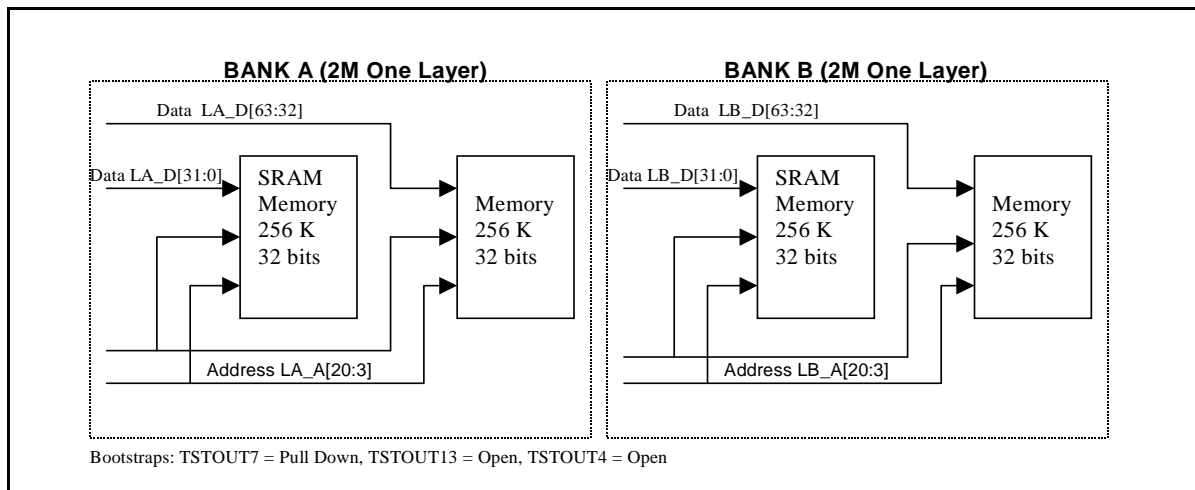 BANK A (2M One Layer)
Data LA_D[63:32]
Data LA_D[31:0]
SRAM
Memory
256 K
32 bits
Memory
256 K
32 bits
Address LA_A[20:3]
BANK B (2M One Layer)
Data LB_D[63:32]
Data LB_D[31:0]
SRAM
Memory
256 K
32 bits
Memory
256 K
32 bits
Address LB_A[20:3]
Bootstraps: TSTOUT7 = Pull Down, TSTOUT13 = Open, TSTOUT4 = Open